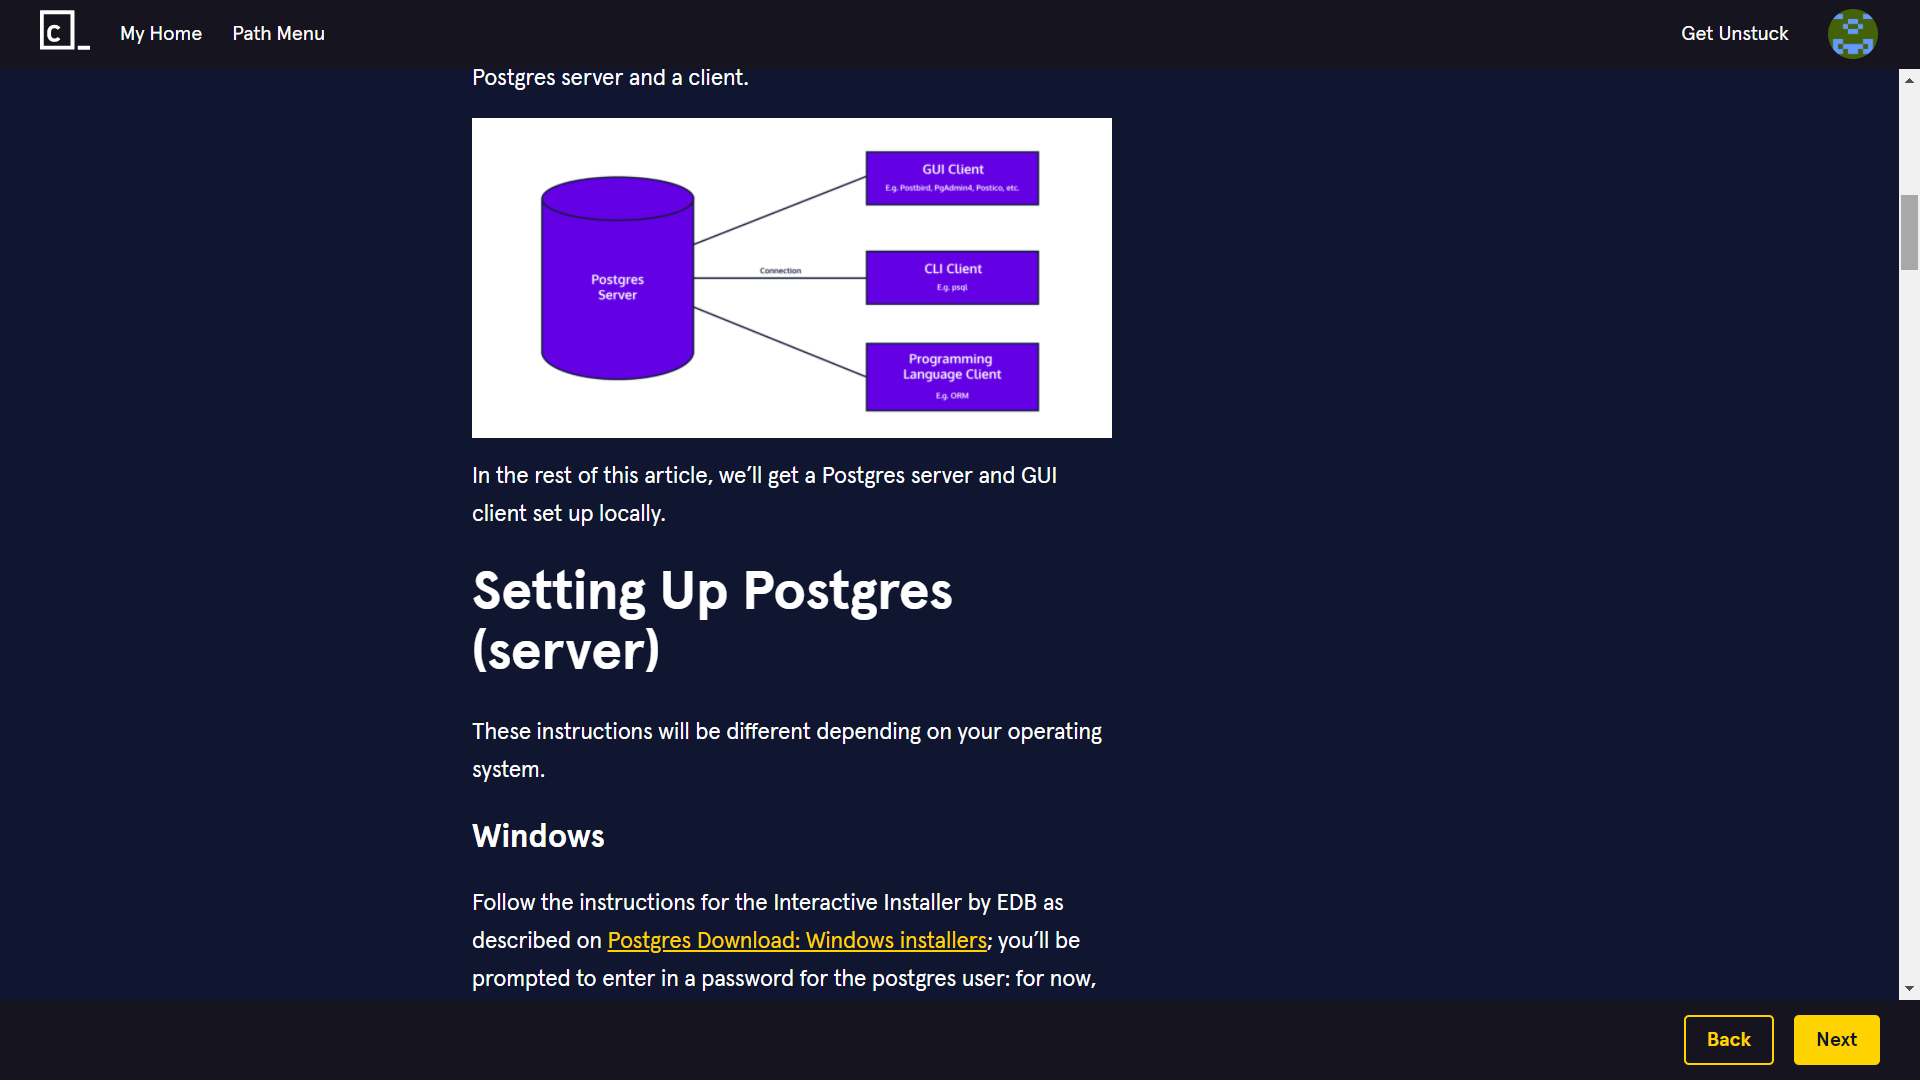 C
My Home
Path Menu
Get Unstuck
Postgres server and a client.
GUI Client
E.g. Postbird, PgAdmin4, Postico, etc.
Postgres
Server
Connection
CLI Client
E.g. psql
Programming
Language Client
E.g. ORM
In the rest of this article, we’ll get a Postgres server and GUI
client set up locally.
Setting Up Postgres
(server)
These instructions will be different depending on your operating
system.
Windows
Follow the instructions for the Interactive Installer by EDB as
described on Postgres Download: Windows installers; you’ll be
prompted to enter in a password for the postgres user: for now,
Back
Next